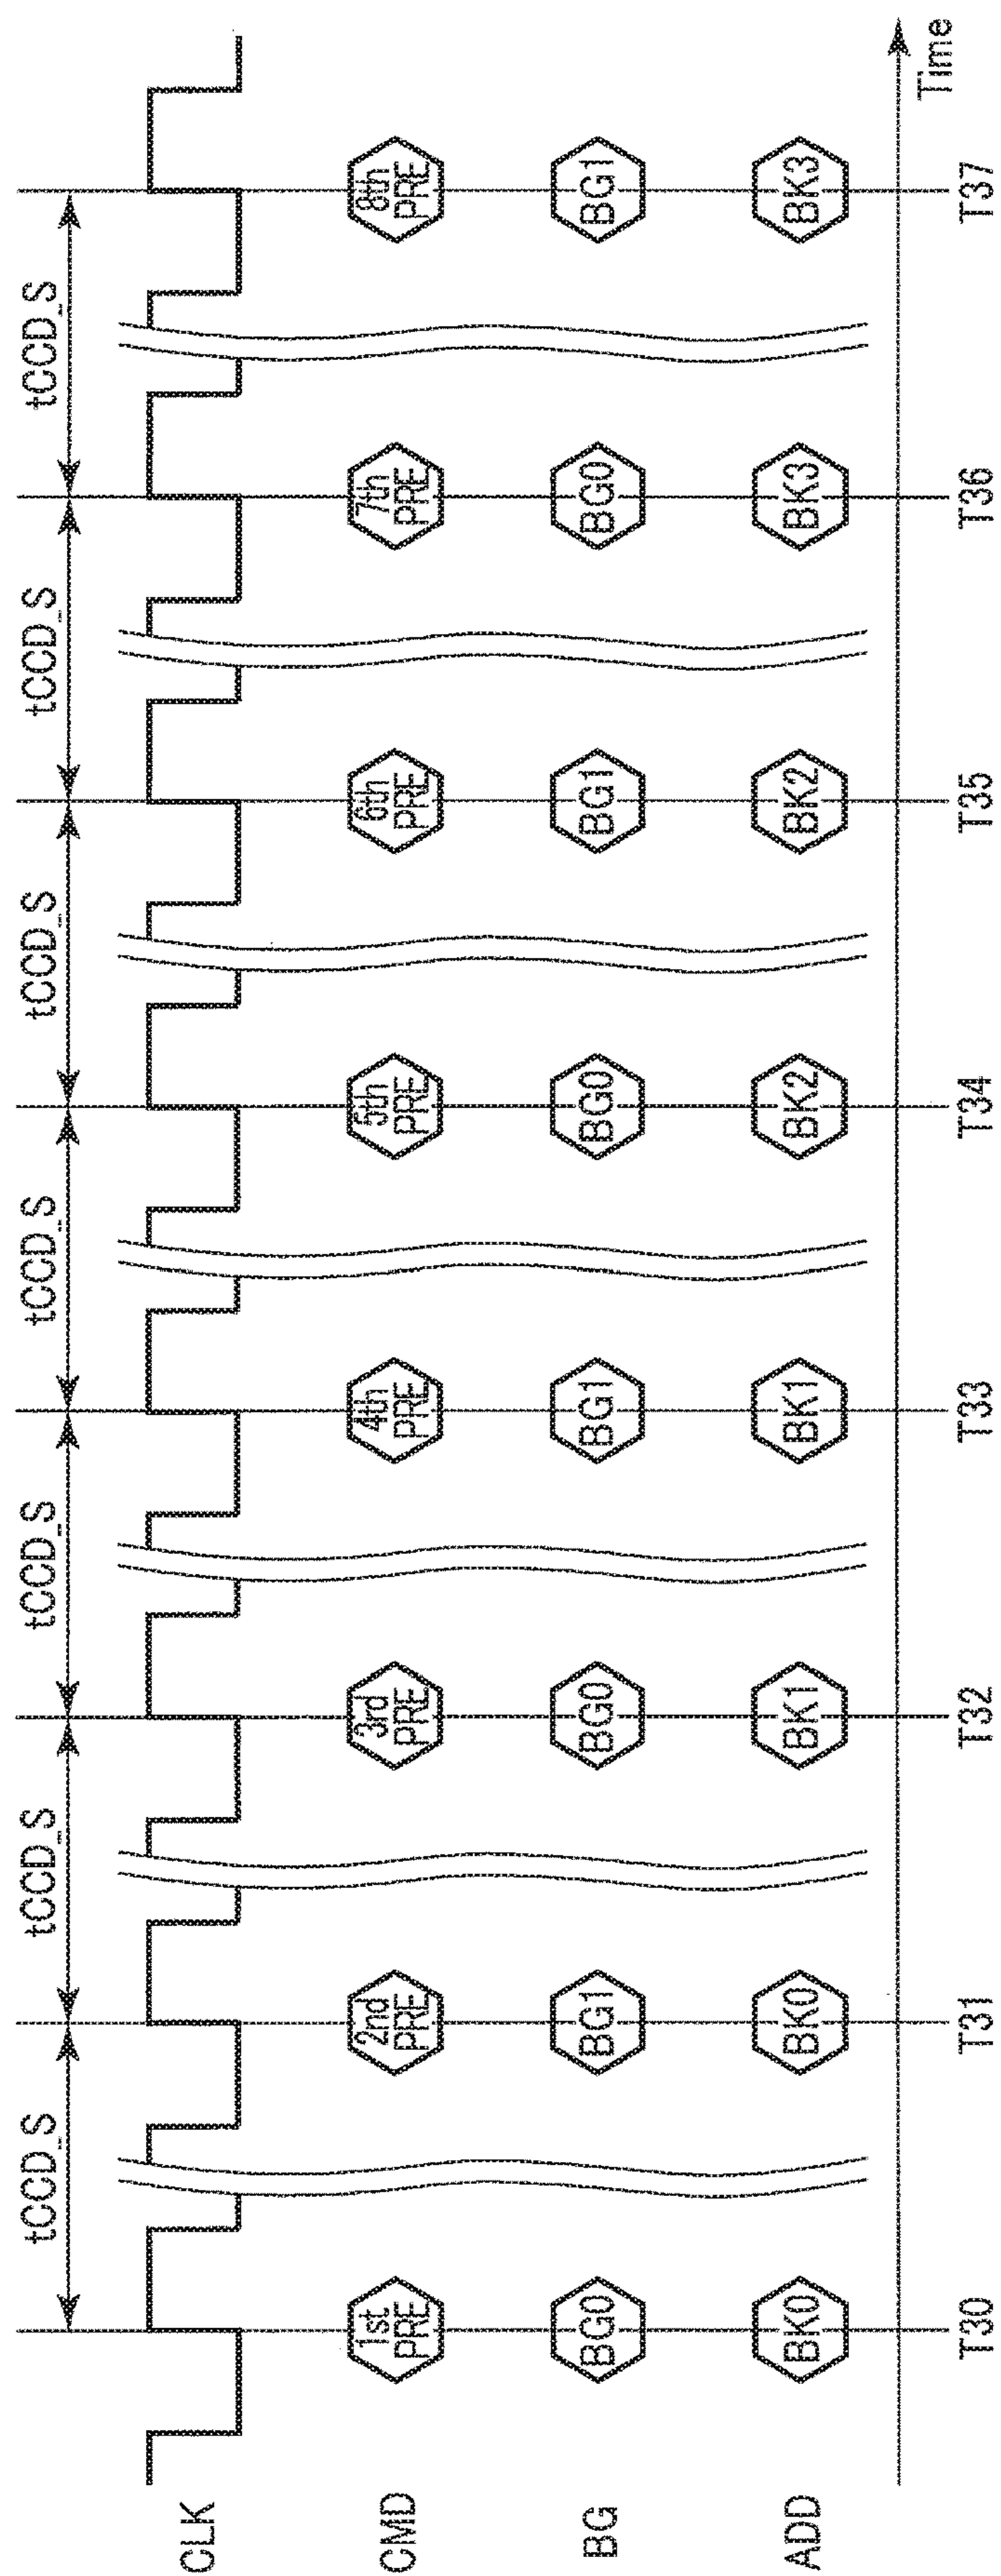 tCCD_S tCCD_S tCCD_S tCCD_S tCCD_S tCCD_S tCCD_S
CLK
CMD 1st PRE 2nd PRE 3rd PRE 4th PRE 5th PRE 6th PRE 7th PRE 8th PRE
BG BG0 BG1 BG0 BG1 BG0 BG1 BG0 BG1
ADD BK0 BK0 BK1 BK1 BK2 BK2 BK3 BK3
Time
T30 T31 T32 T33 T34 T35 T36 T37